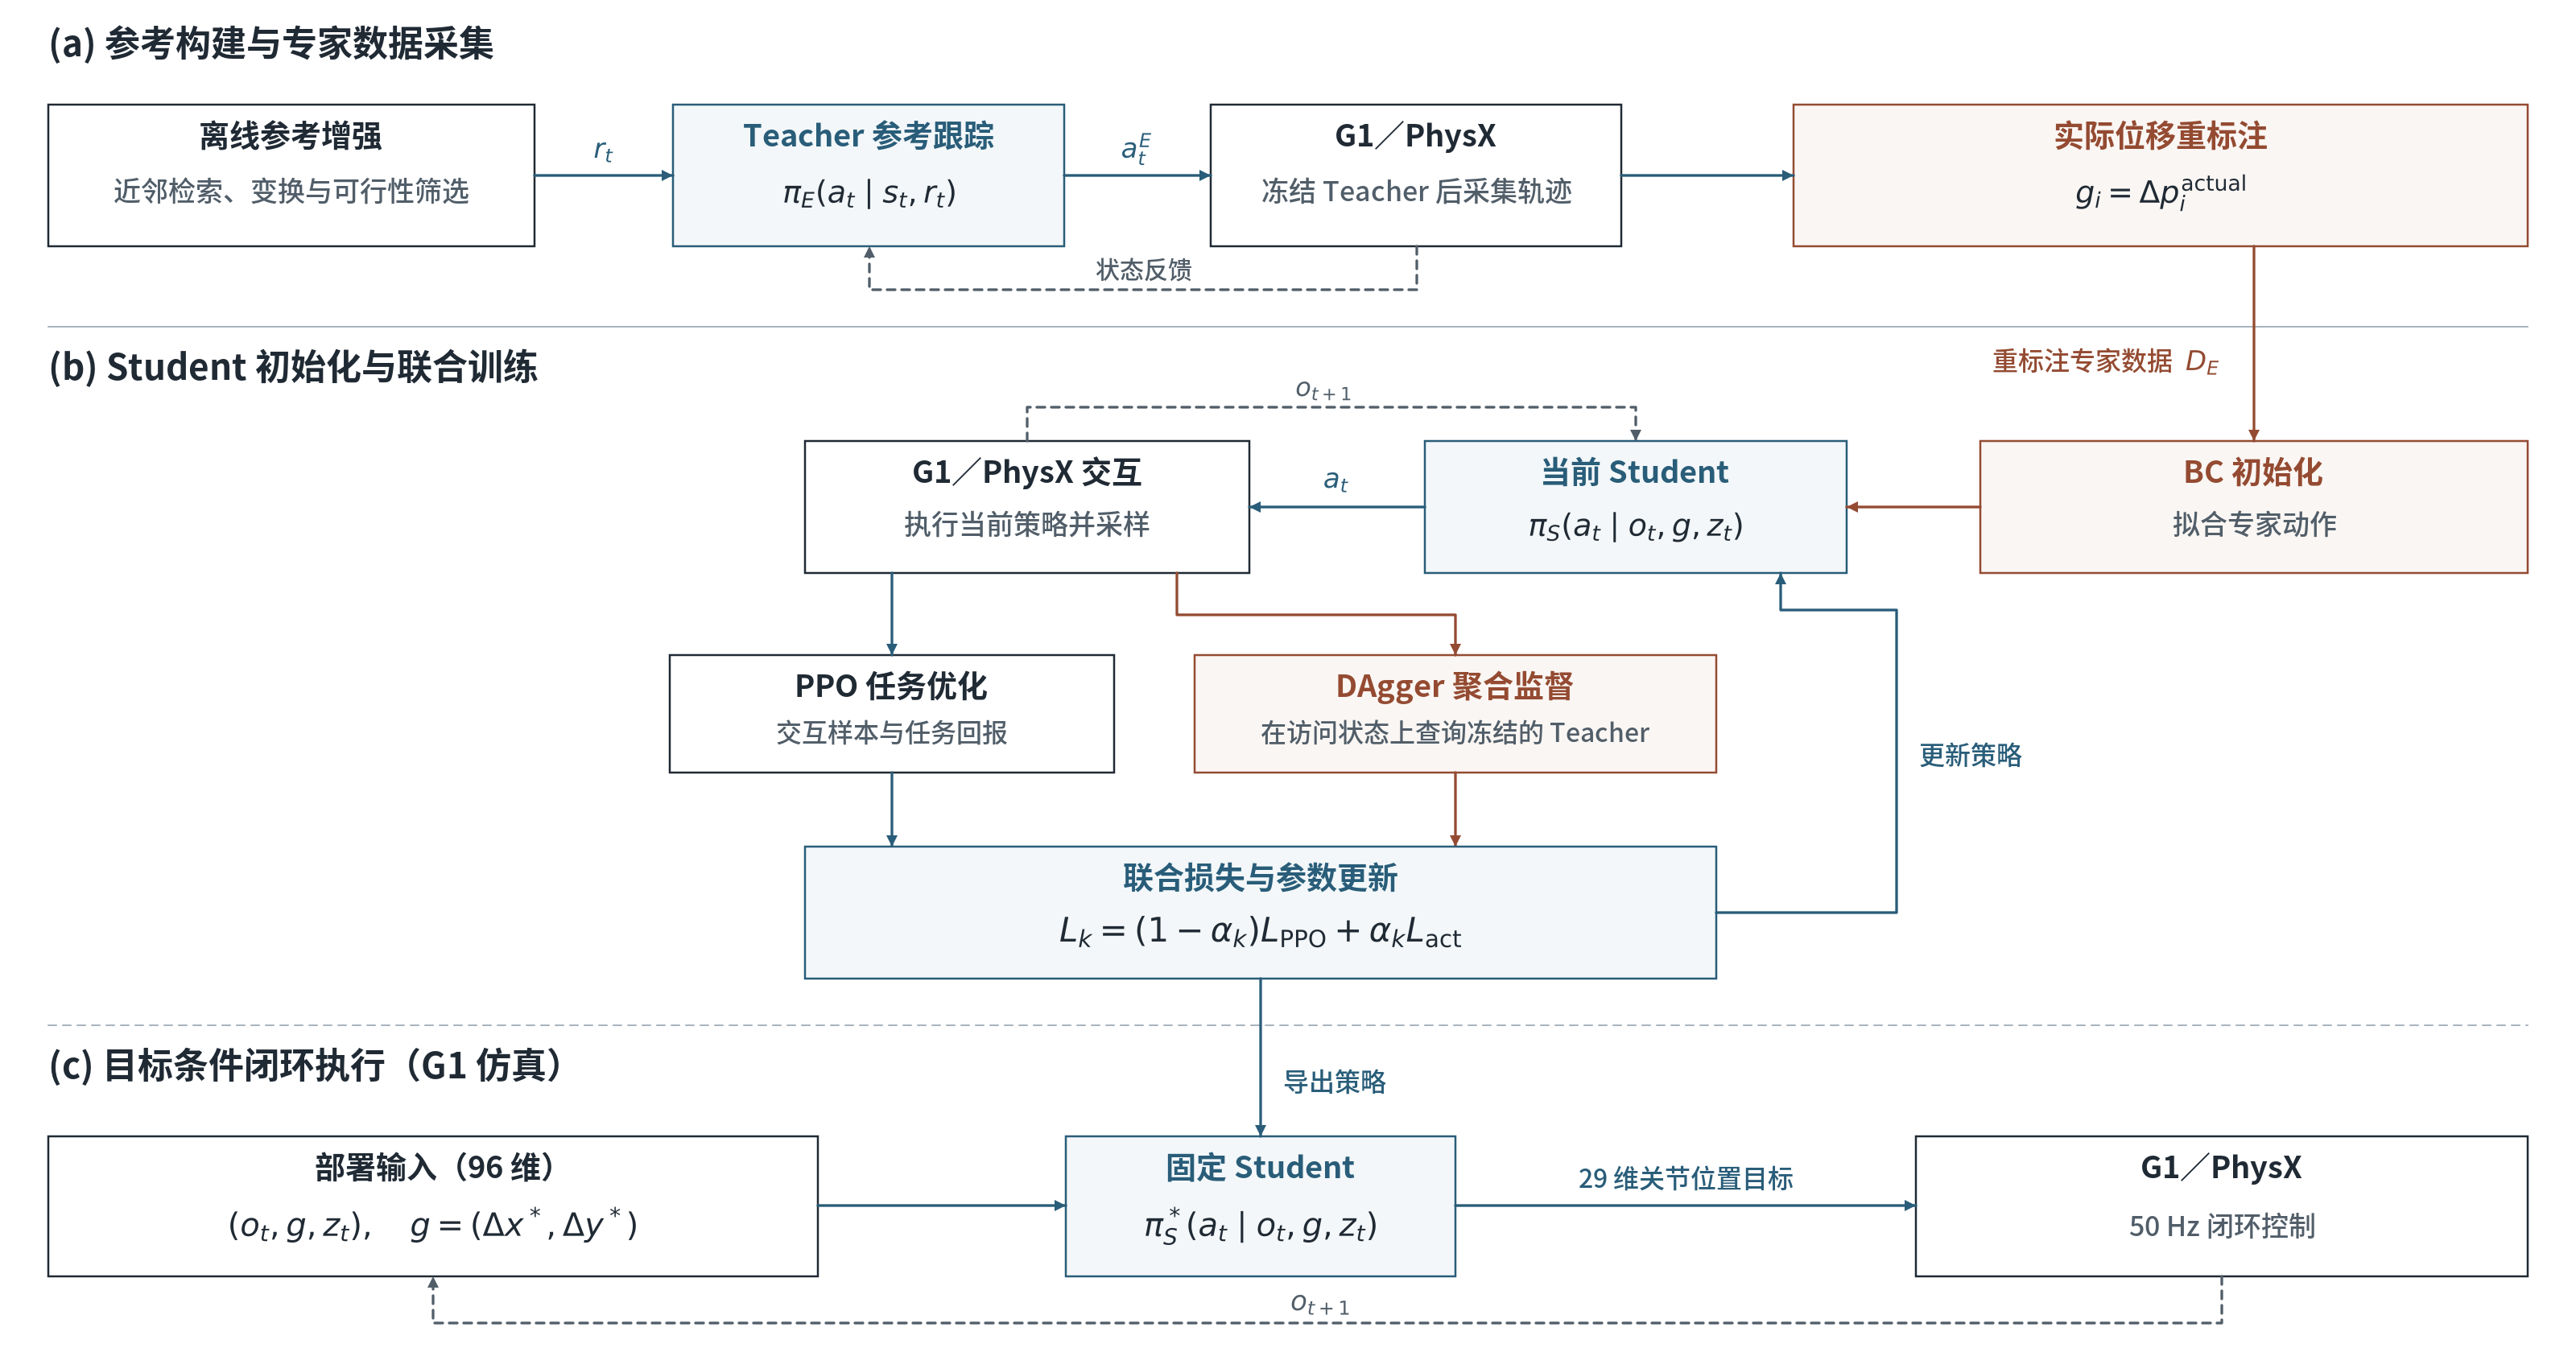 (a) 参考构建与专家数据采集
离线参考增强
近邻检索、变换与可行性筛选
r_t
Teacher 参考跟踪
π_E(a_t | s_t, r_t)
a_t^E
G1／PhysX
冻结 Teacher 后采集轨迹
实际位移重标注
g_i = Δp_i^actual
状态反馈
(b) Student 初始化与联合训练
重标注专家数据 D_E
o_{t+1}
G1／PhysX 交互
执行当前策略并采样
a_t
当前 Student
π_S(a_t | o_t, g, z_t)
BC 初始化
拟合专家动作
PPO 任务优化
交互样本与任务回报
DAgger 聚合监督
在访问状态上查询冻结的 Teacher
更新策略
联合损失与参数更新
L_k = (1 − α_k)L_PPO + α_k L_act
(c) 目标条件闭环执行（G1 仿真）
导出策略
部署输入（96 维）
(o_t, g, z_t), g = (Δx*, Δy*)
固定 Student
π_S^*(a_t | o_t, g, z_t)
29 维关节位置目标
G1／PhysX
50 Hz 闭环控制
o_{t+1}